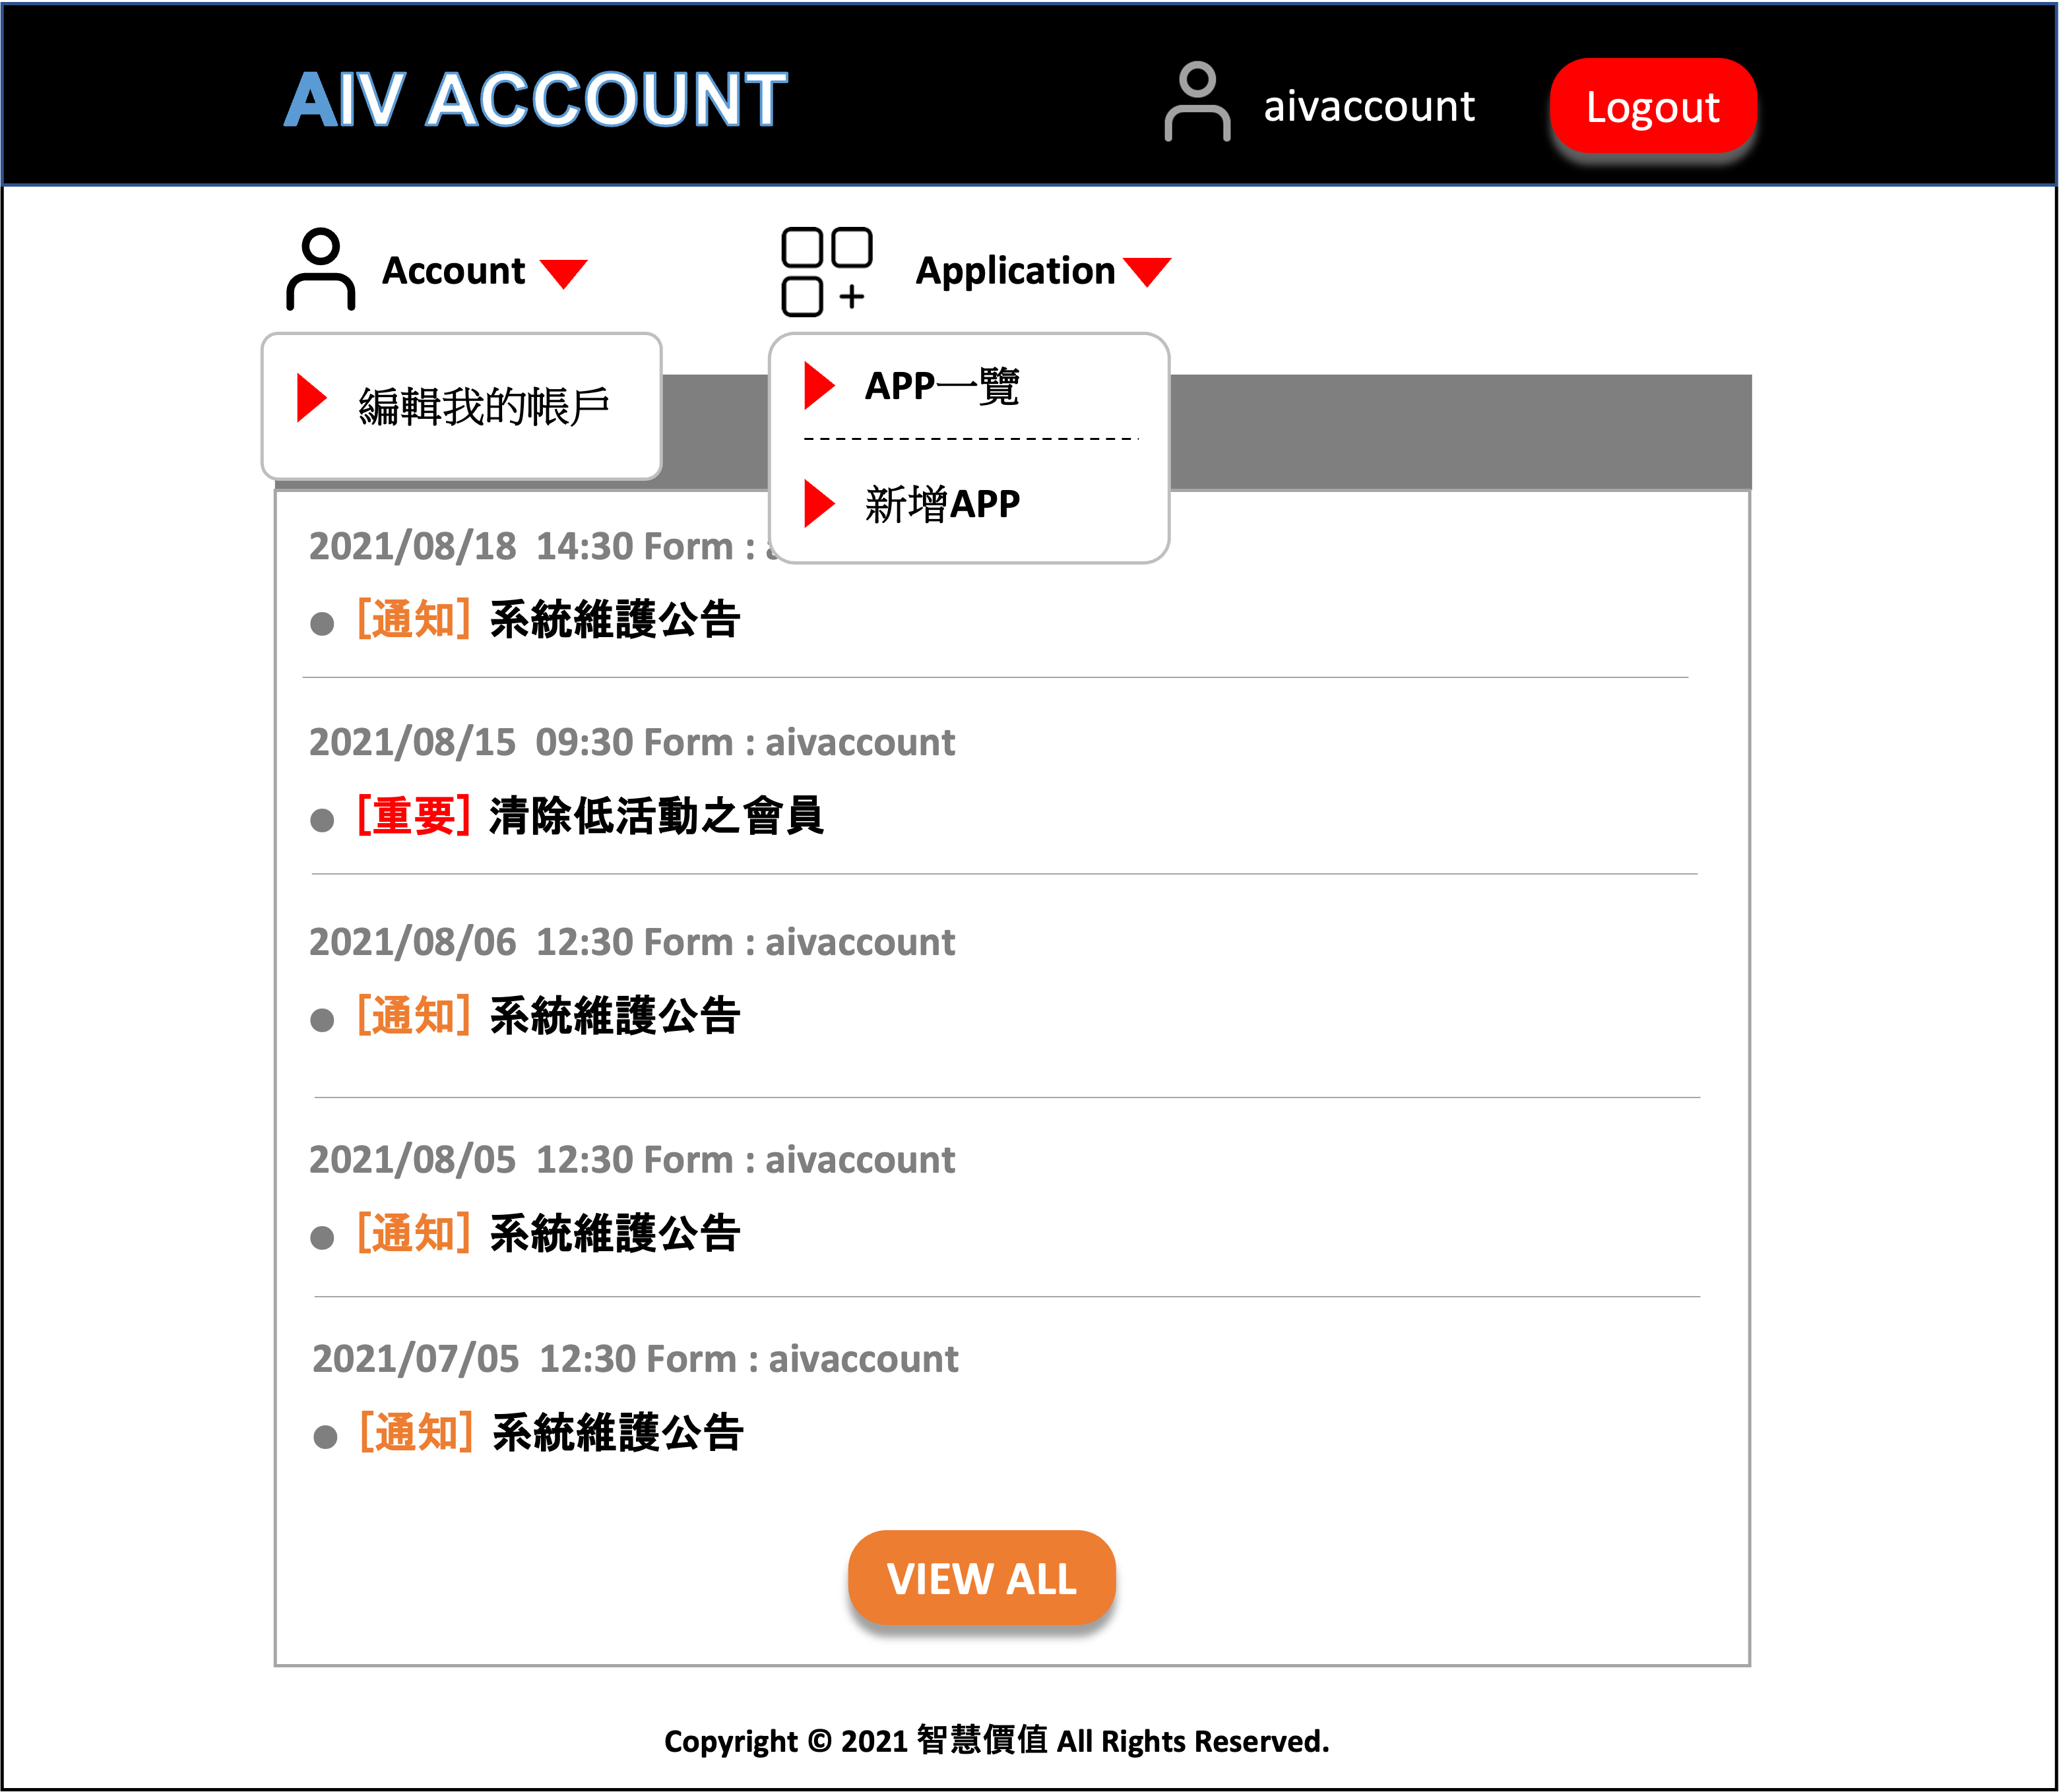 AIV ACCOUNT
aivaccount
Logout
Account
Application
編輯我的帳戶
APP一覽
新增APP
2021/08/18  14:30 Form :
[通知] 系統維護公告
2021/08/15  09:30 Form : aivaccount
[重要] 清除低活動之會員
2021/08/06  12:30 Form : aivaccount
[通知] 系統維護公告
2021/08/05  12:30 Form : aivaccount
[通知] 系統維護公告
2021/07/05  12:30 Form : aivaccount
[通知] 系統維護公告
VIEW ALL
Copyright © 2021 智慧價值 All Rights Reserved.